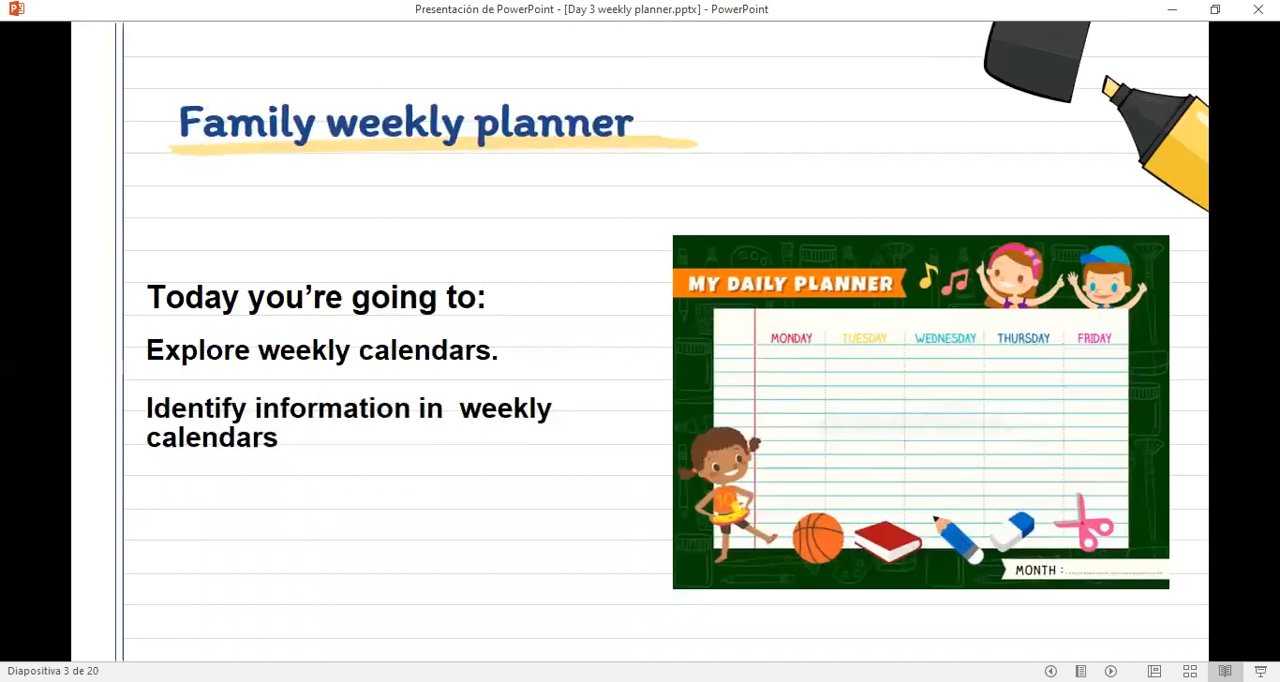 Presentación de PowerPoint - [Day 3 weekly planner.pptx] - PowerPoint
Family weekly planner
Today you’re going to:
Explore weekly calendars.
Identify information in  weekly
calendars
MY DAILY PLANNER
MONDAY TUESDAY WEDNESDAY THURSDAY FRIDAY
MONTH :
Diapositiva 3 de 20